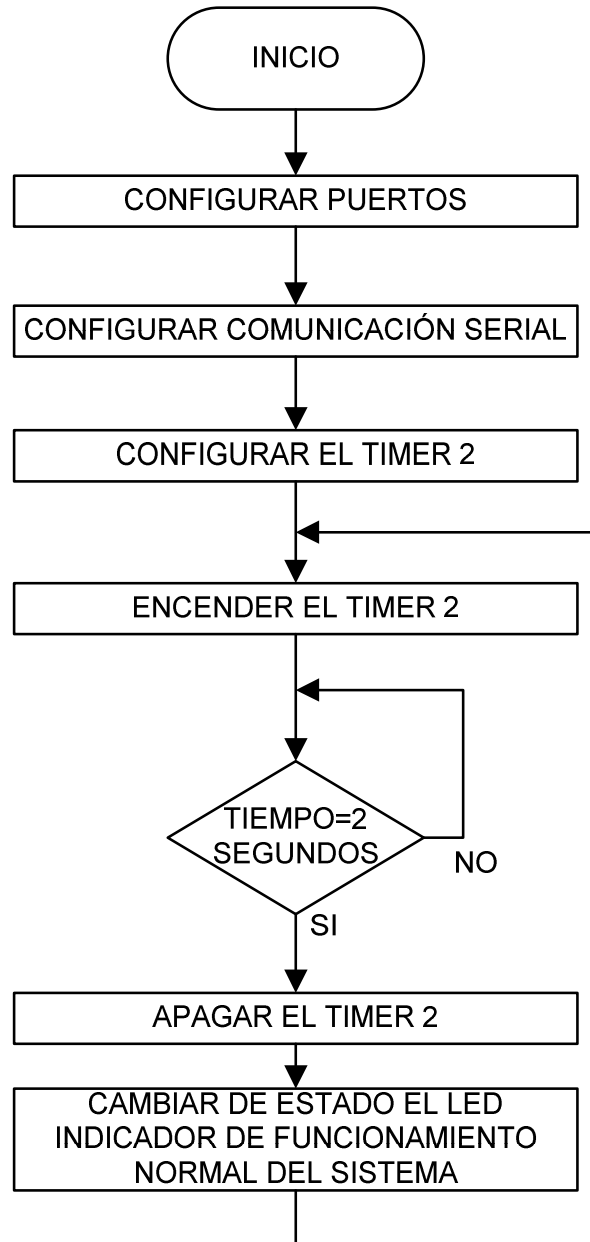 INICIO
CONFIGURAR PUERTOS
CONFIGURAR COMUNICACIÓN SERIAL
CONFIGURAR EL TIMER 2
ENCENDER EL TIMER 2
TIEMPO=2
SEGUNDOS
NO
SI
APAGAR EL TIMER 2
CAMBIAR DE ESTADO EL LED
INDICADOR DE FUNCIONAMIENTO
NORMAL DEL SISTEMA